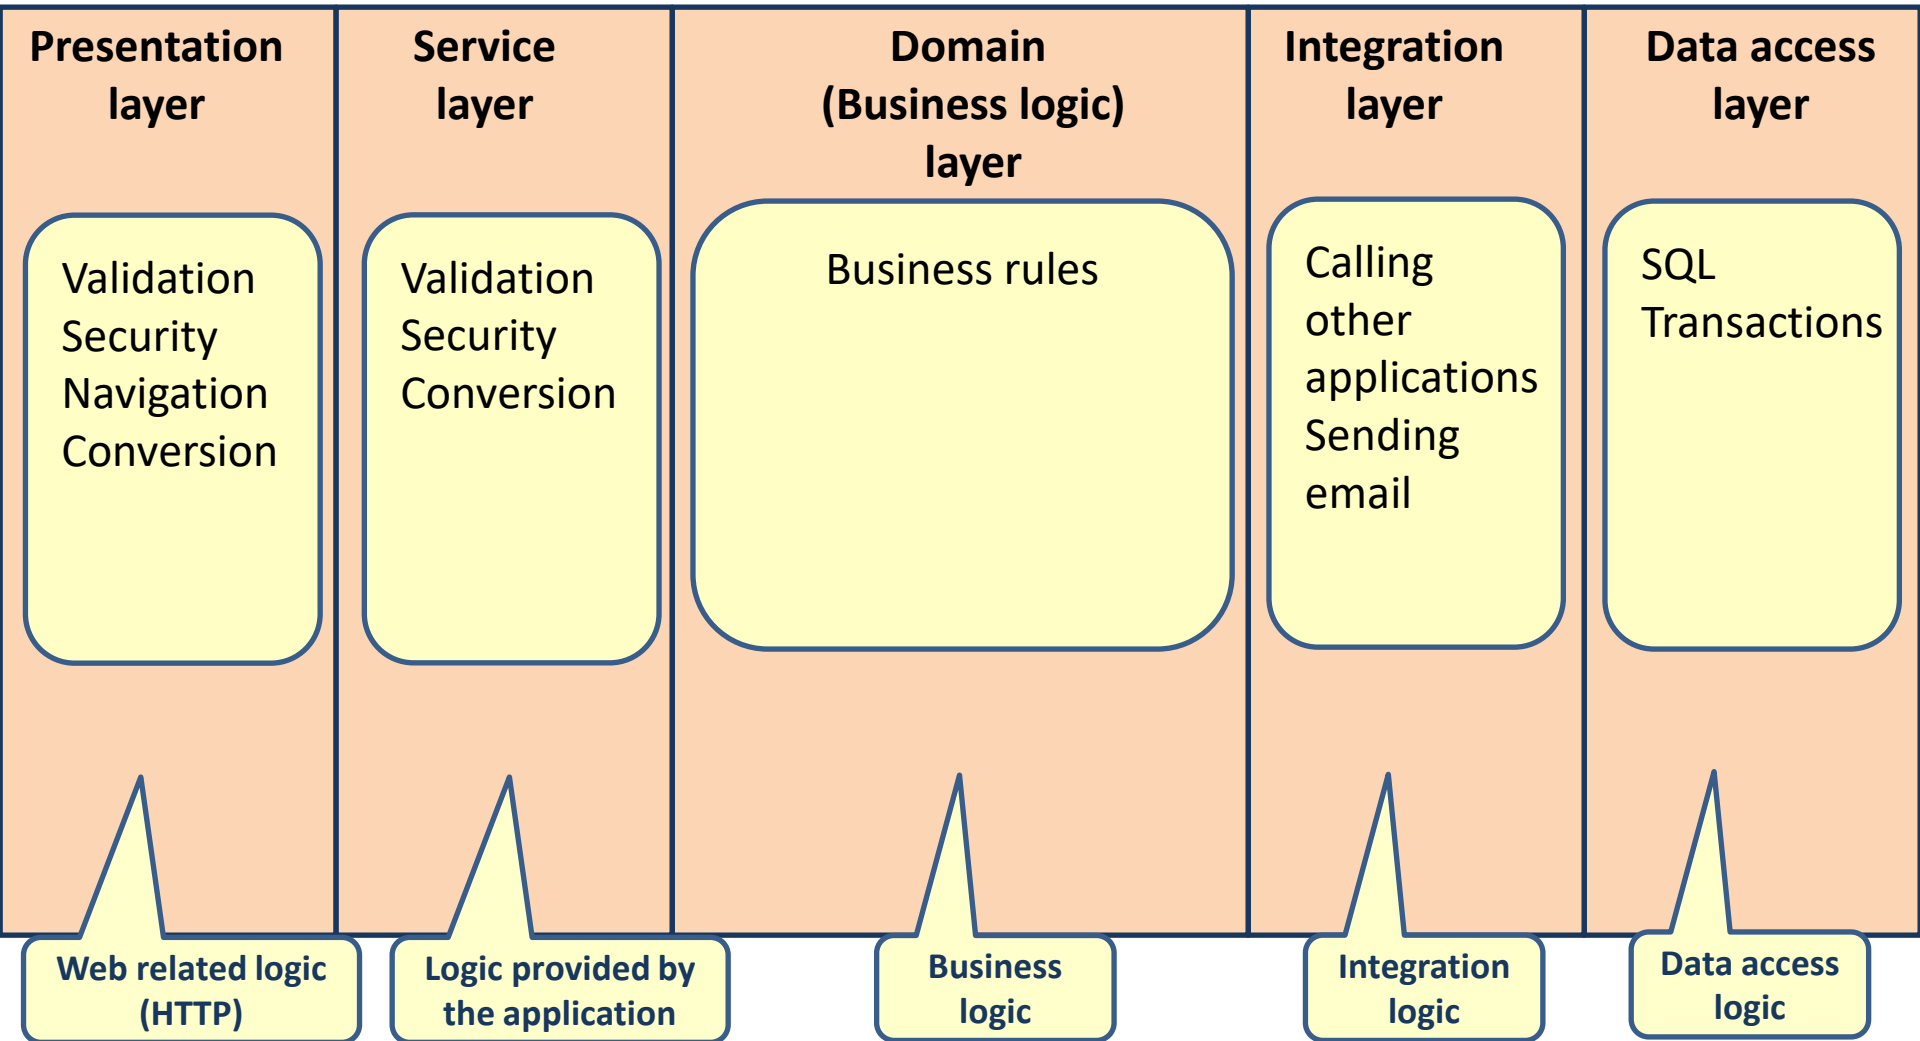 Presentation
layer
Service
layer
Domain
(Business logic)
layer
Integration
layer
Data access
layer
Validation
Security
Navigation
Conversion
Validation
Security
Conversion
Business rules
Calling
other
applications
Sending
email
SQL
Transactions
Web related logic
(HTTP)
Logic provided by
the application
Business
logic
Integration
logic
Data access
logic